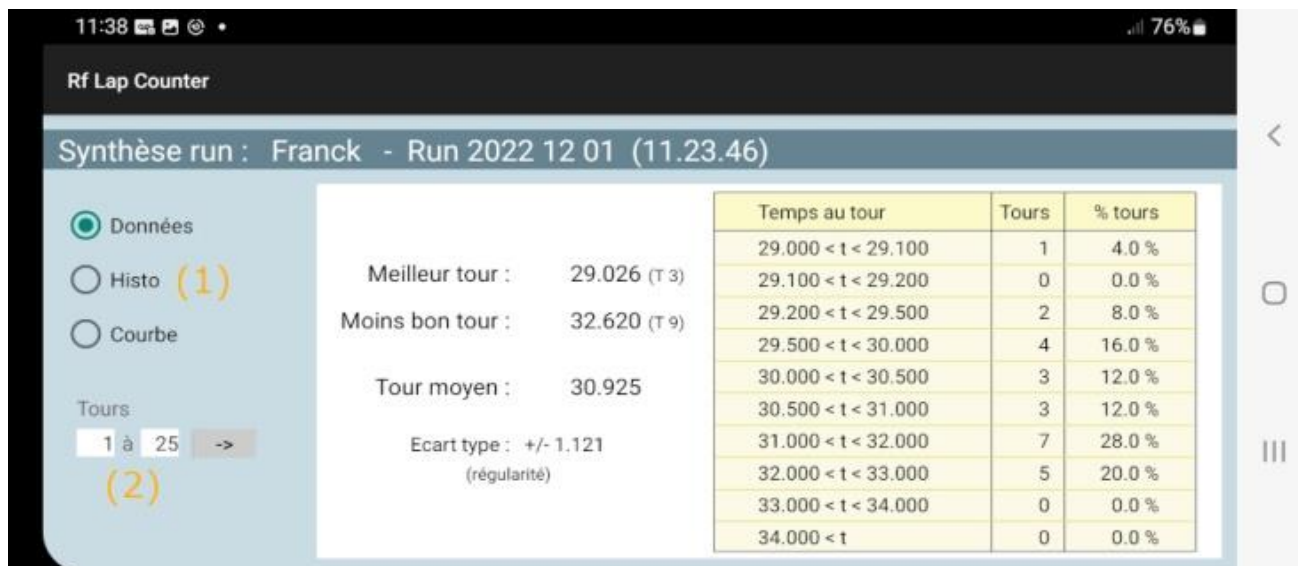 11:38
76%
Rf Lap Counter
Synthèse run : Franck - Run 2022 12 01 (11.23.46)
Données
Histo (1)
Courbe
Tours
1 à 25 ->
(2)
Meilleur tour : 29.026 (T 3)
Moins bon tour : 32.620 (T 9)
Tour moyen : 30.925
Ecart type : +/- 1.121
(régularité)
Temps au tour Tours % tours
29.000 < t < 29.100 1 4.0 %
29.100 < t < 29.200 0 0.0 %
29.200 < t < 29.500 2 8.0 %
29.500 < t < 30.000 4 16.0 %
30.000 < t < 30.500 3 12.0 %
30.500 < t < 31.000 3 12.0 %
31.000 < t < 32.000 7 28.0 %
32.000 < t < 33.000 5 20.0 %
33.000 < t < 34.000 0 0.0 %
34.000 < t 0 0.0 %